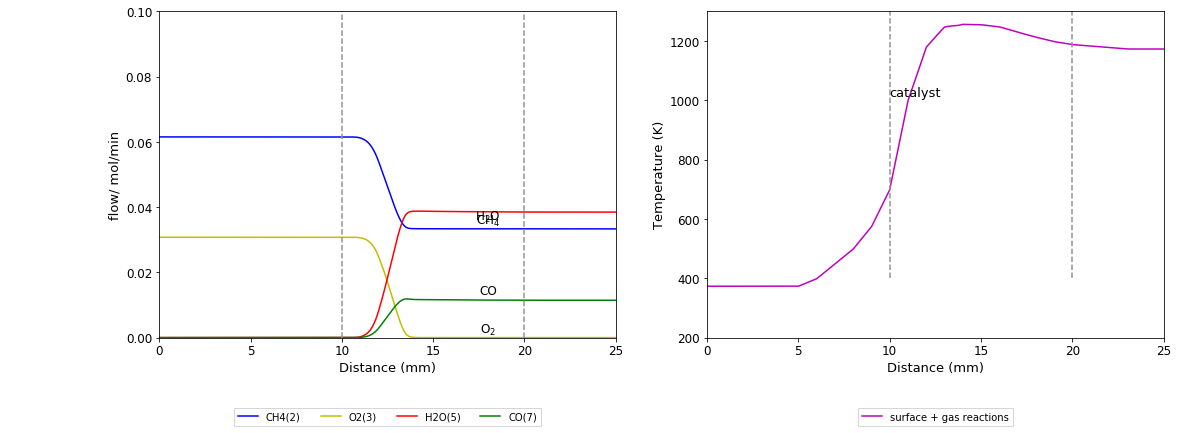 0.10
0.08
0.06
0.04
0.02
0.00
flow/ mol/min
H₂O
CH₄
CO
O₂
0 5 10 15 20 25
Distance (mm)
CH4(2) O2(3) H2O(5) CO(7)
1200
1000
800
600
400
200
Temperature (K)
catalyst
0 5 10 15 20 25
Distance (mm)
surface + gas reactions